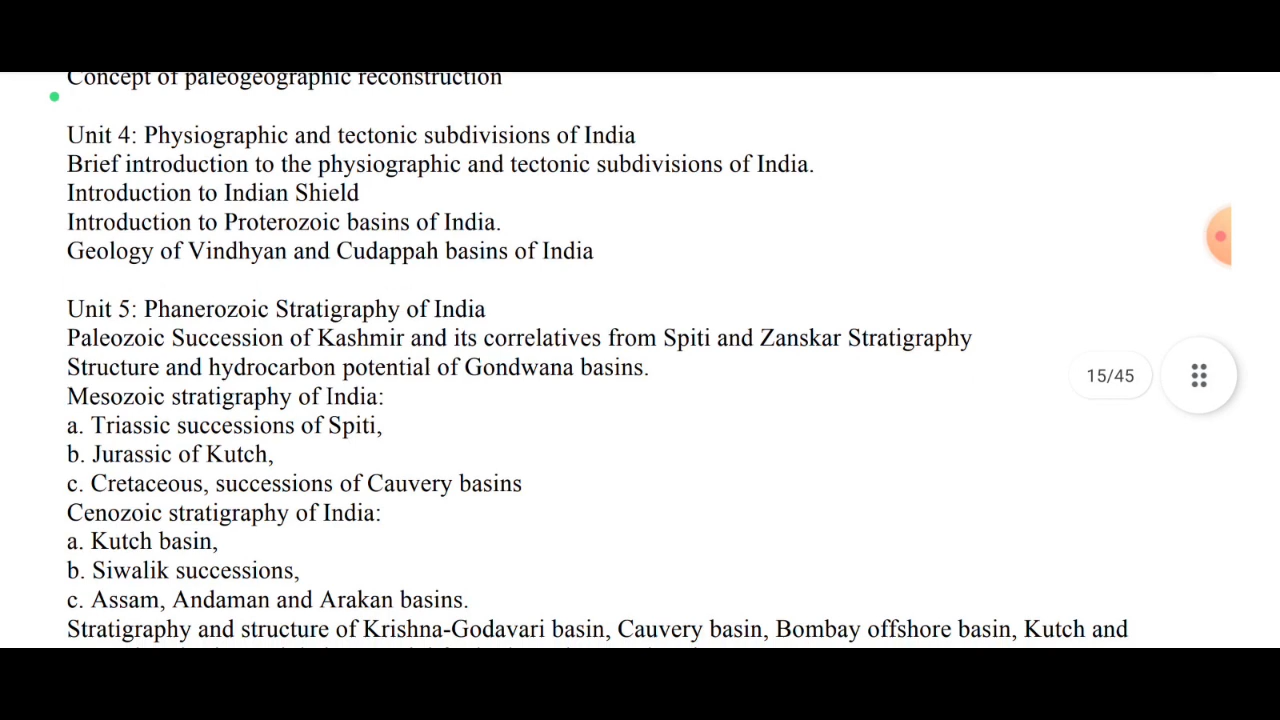 Concept of paleogeographic reconstruction
Unit 4: Physiographic and tectonic subdivisions of India
Brief introduction to the physiographic and tectonic subdivisions of India.
Introduction to Indian Shield
Introduction to Proterozoic basins of India.
Geology of Vindhyan and Cudappah basins of India
Unit 5: Phanerozoic Stratigraphy of India
Paleozoic Succession of Kashmir and its correlatives from Spiti and Zanskar Stratigraphy
Structure and hydrocarbon potential of Gondwana basins.
15/45
Mesozoic stratigraphy of India:
a. Triassic successions of Spiti,
b. Jurassic of Kutch,
c. Cretaceous, successions of Cauvery basins
Cenozoic stratigraphy of India:
a. Kutch basin,
b. Siwalik successions,
c. Assam, Andaman and Arakan basins.
Stratigraphy and structure of Krishna-Godavari basin, Cauvery basin, Bombay offshore basin, Kutch and